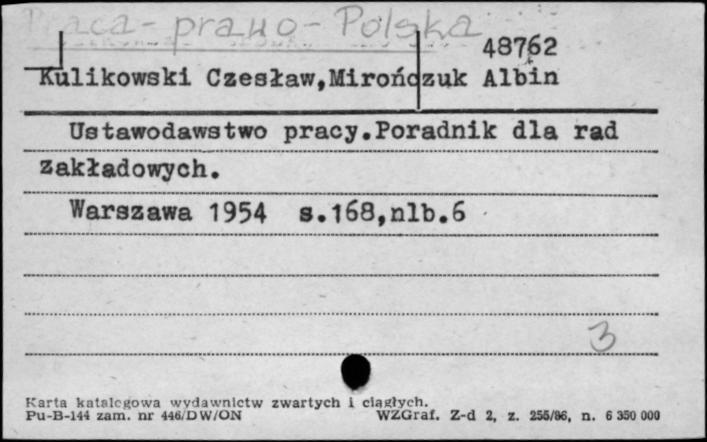 Praca - prawo - Polska
48762
Kulikowski Czesław,Mirończuk Albin
Ustawodawstwo pracy.Poradnik dla rad
zakładowych.
Warszawa 1954 s.168,nlb.6
3
Karta katalogowa wydawnictw zwartych i ciągłych.
Pu-B-144 zam. nr 446/DW/ON WZGraf. Z-d 2, z. 255/86, n. 6 350 000